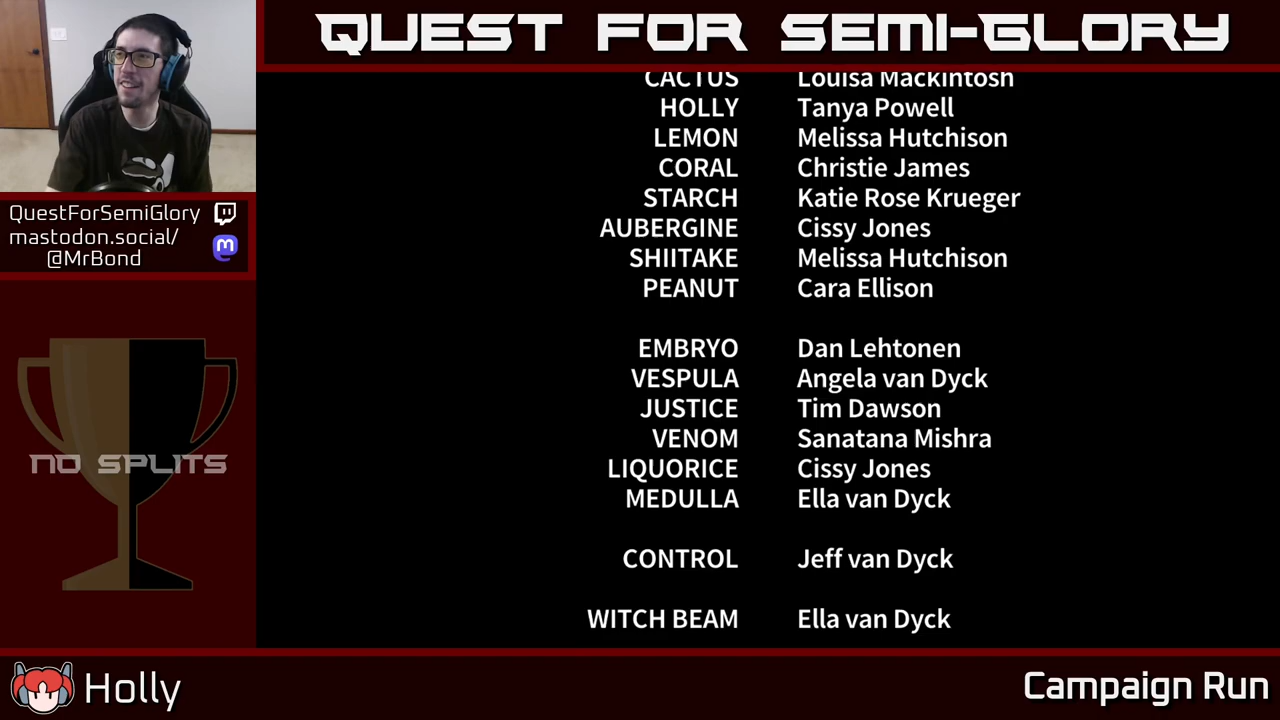 QUEST FOR SEMI-GLORY
QuestForSemiGlory
mastodon.social/
@MrBond
NO SPLITS
CACTUS Louisa Mackintosh
HOLLY Tanya Powell
LEMON Melissa Hutchison
CORAL Christie James
STARCH Katie Rose Krueger
AUBERGINE Cissy Jones
SHIITAKE Melissa Hutchison
PEANUT Cara Ellison
EMBRYO Dan Lehtonen
VESPULA Angela van Dyck
JUSTICE Tim Dawson
VENOM Sanatana Mishra
LIQUORICE Cissy Jones
MEDULLA Ella van Dyck
CONTROL Jeff van Dyck
WITCH BEAM Ella van Dyck
Holly
Campaign Run